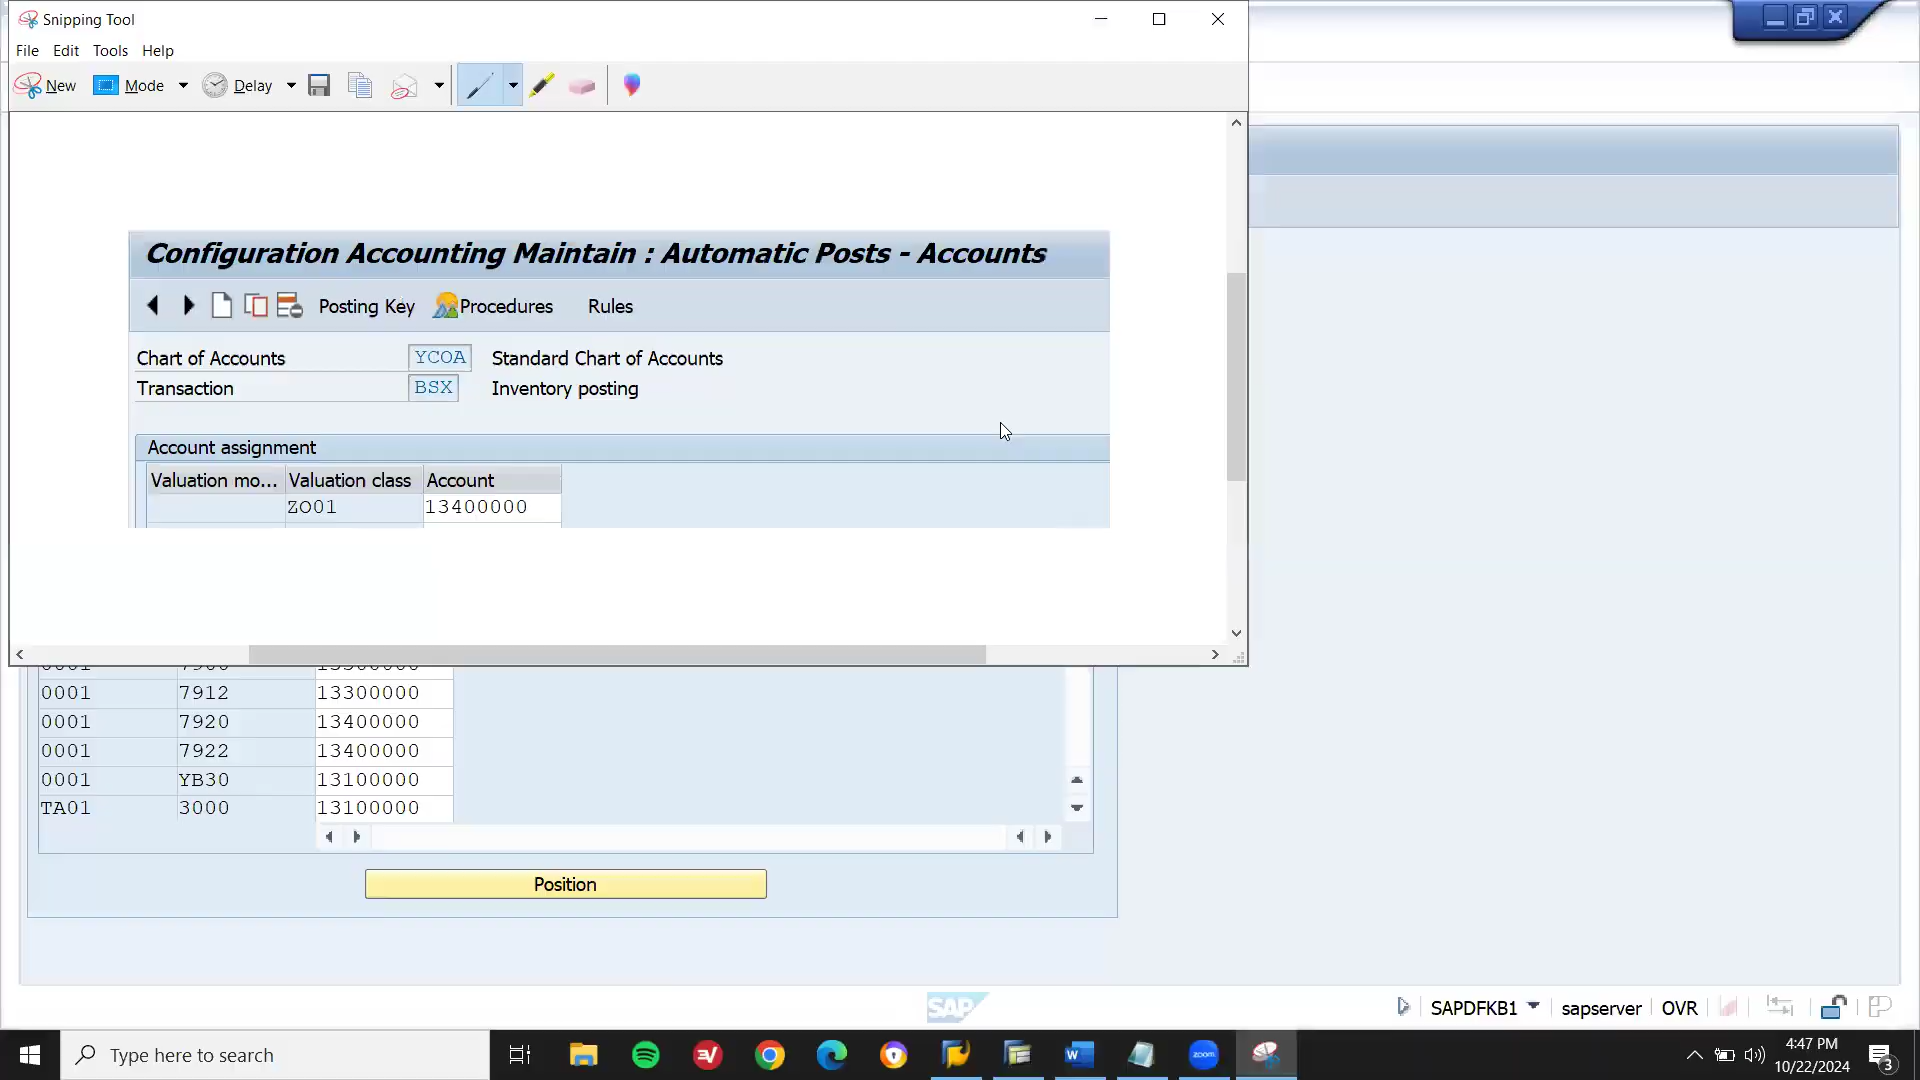 Snipping Tool
File Edit Tools Help
New Mode Delay
Configuration Accounting Maintain : Automatic Posts - Accounts
Posting Key Procedures Rules
Chart of Accounts YCOA Standard Chart of Accounts
Transaction BSX Inventory posting
Account assignment
Valuation mo... Valuation class Account
ZO01 13400000
0001 7912 13300000
0001 7920 13400000
0001 7922 13400000
0001 YB30 13100000
TA01 3000 13100000
Position
SAP SAPDFKB1 sapserver OVR
Type here to search
zoom
4:47 PM
10/22/2024
3